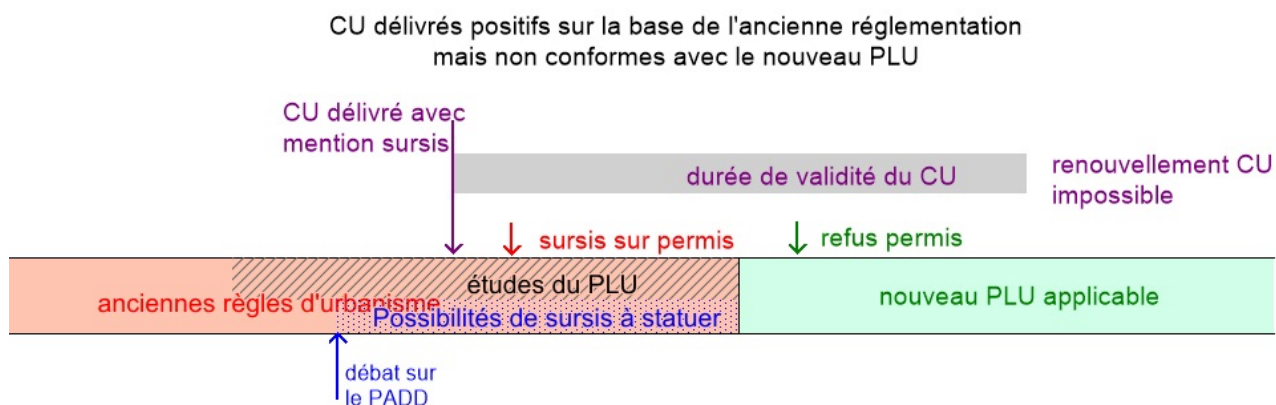 CU délivrés positifs sur la base de l'ancienne réglementation
mais non conformes avec le nouveau PLU
CU délivré avec
mention sursis
durée de validité du CU
renouvellement CU
impossible
sursis sur permis
refus permis
études du PLU
anciennes règles d'urbanisme
nouveau PLU applicable
Possibilités de sursis à statuer
débat sur
le PADD